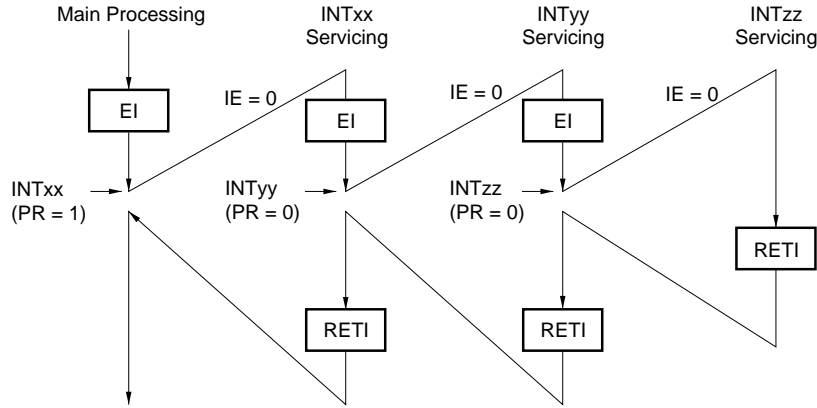 Main Processing
INTxx
Servicing
INTyy
Servicing
INTzz
Servicing
IE = 0
IE = 0
IE = 0
EI
EI
EI
INTxx
(PR = 1)
INTyy
(PR = 0)
INTzz
(PR = 0)
RETI
RETI
RETI